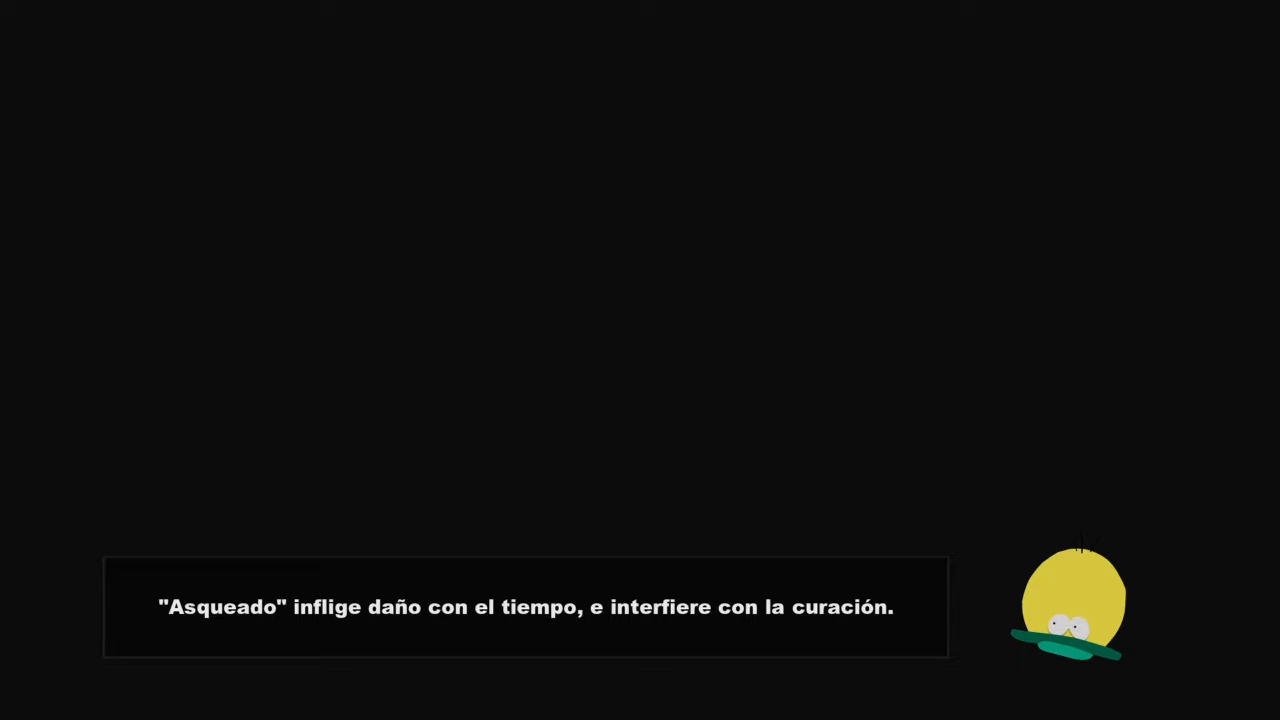 "Asqueado" inflige daño con el tiempo, e interfiere con la curación.